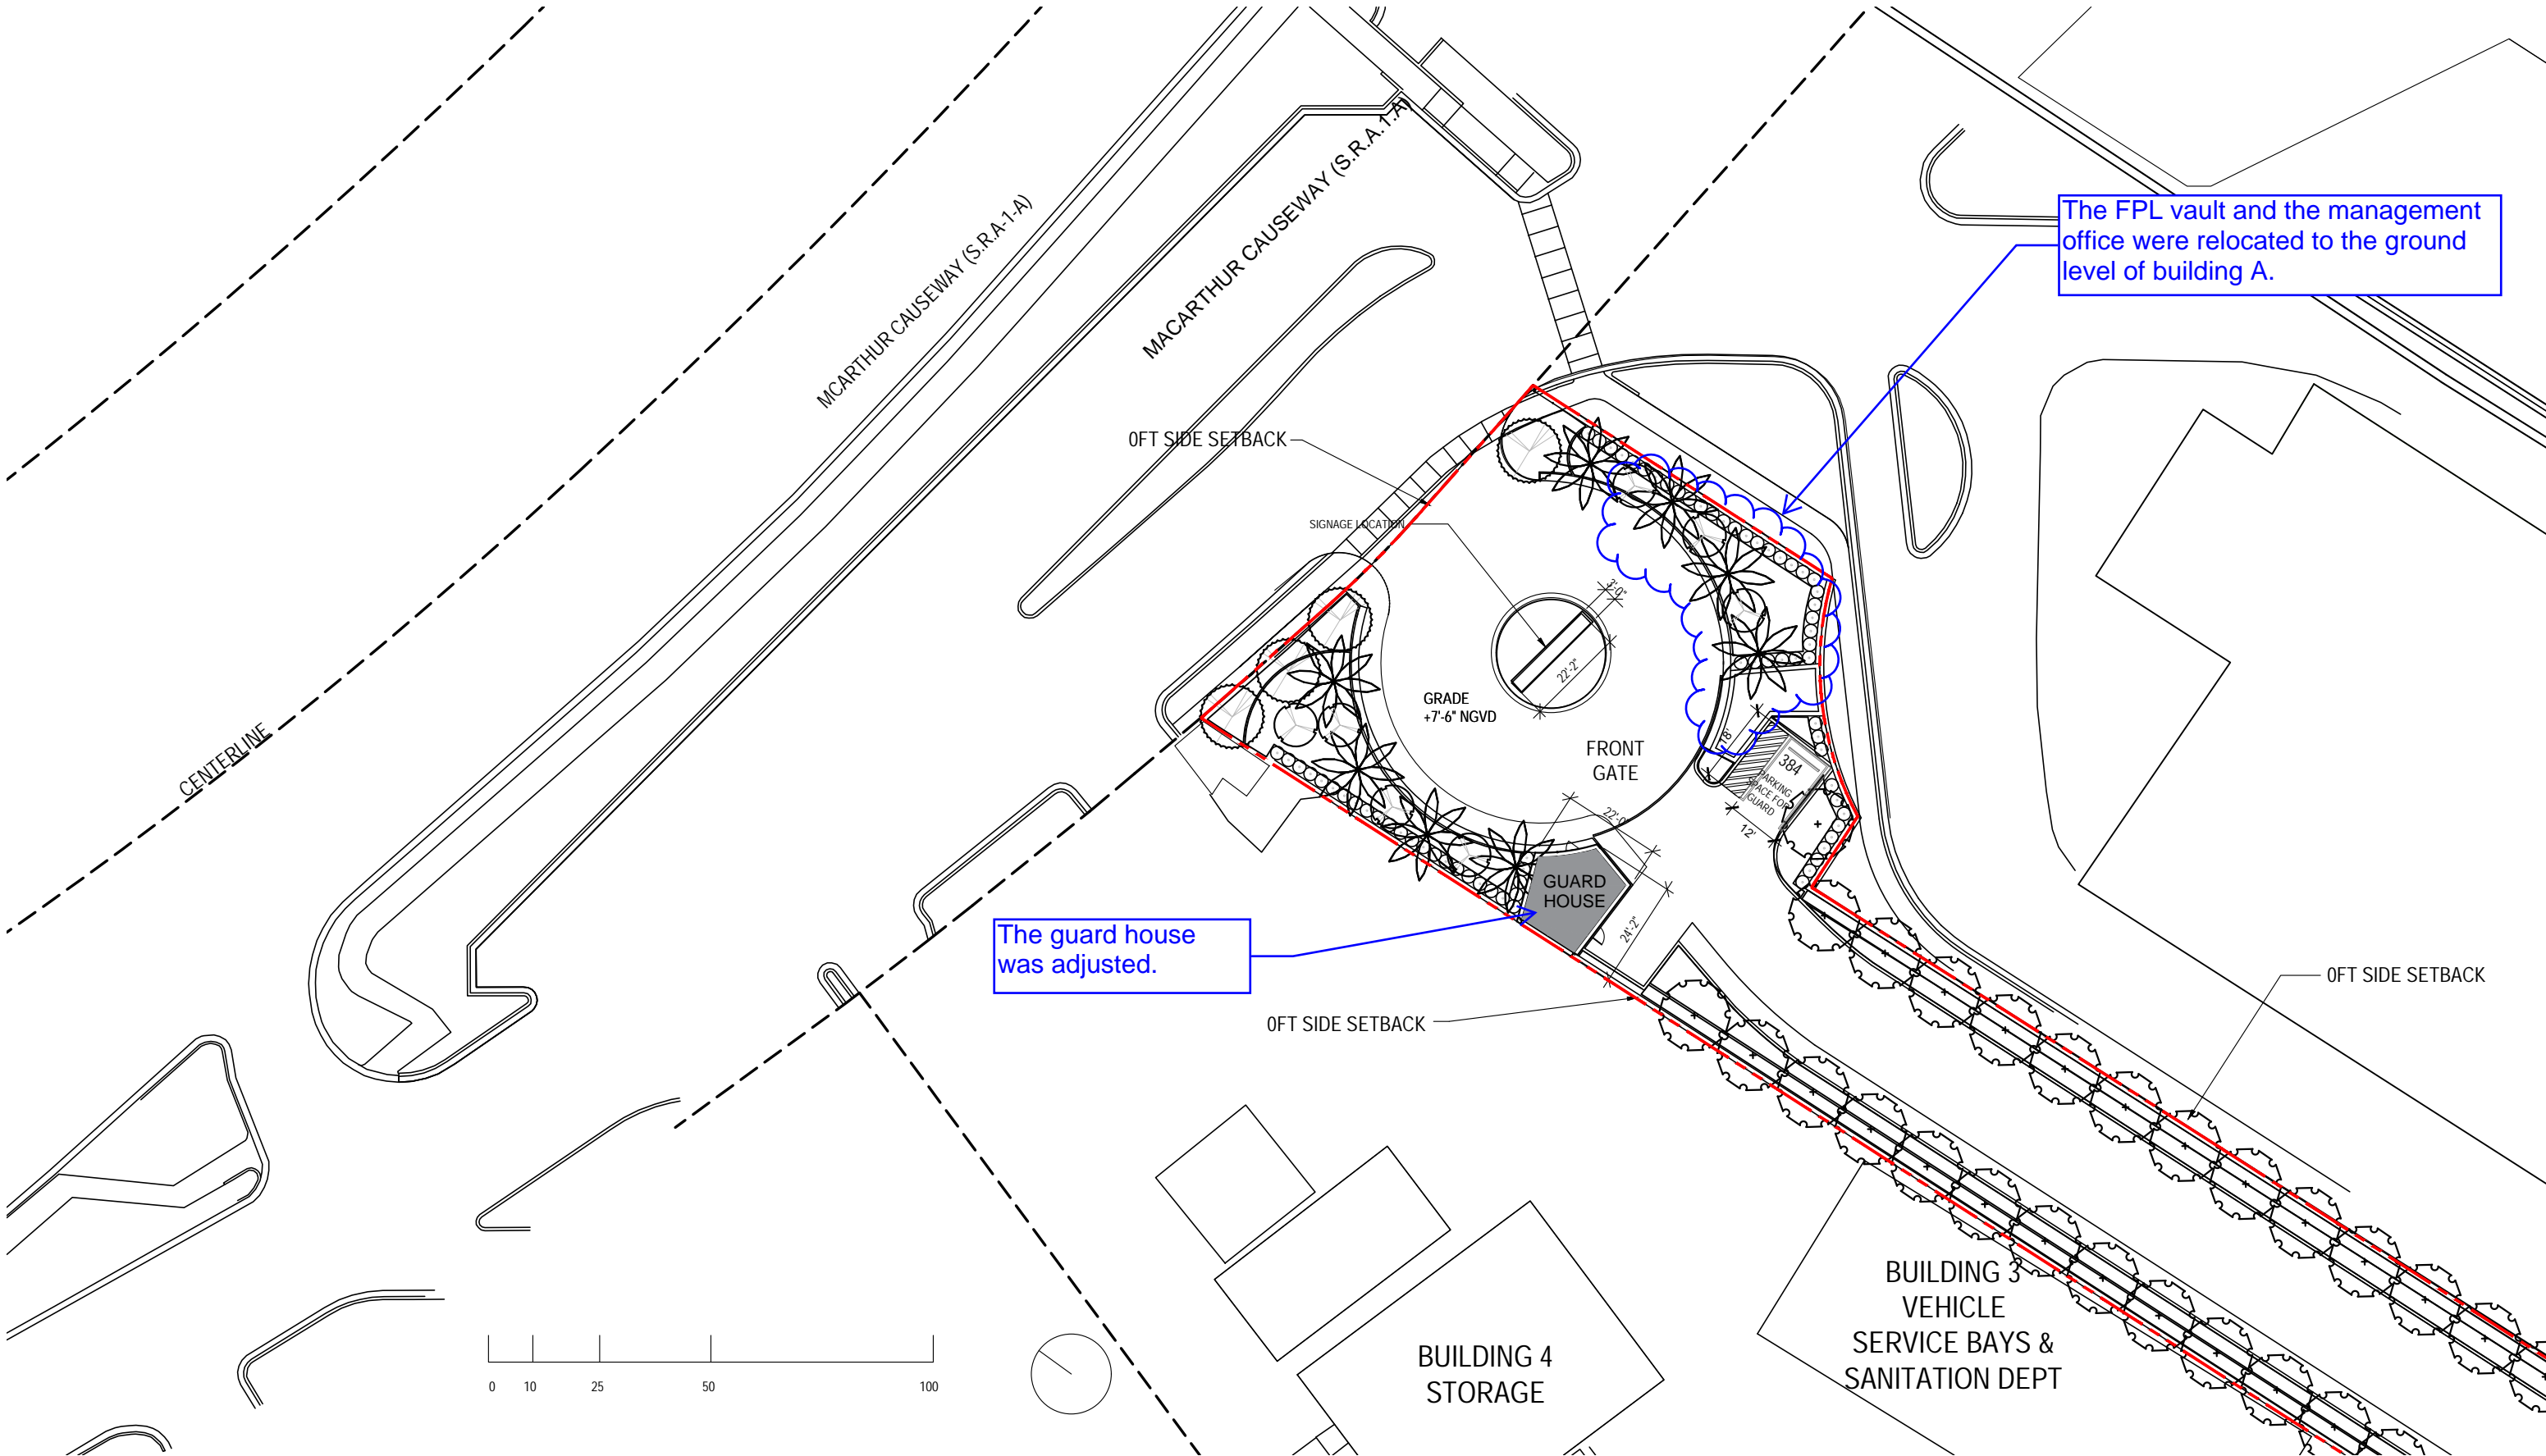 The FPL vault and the management
office were relocated to the ground
level of building A.
MCARTHUR CAUSEWAY (S.R.A-1-A)
MACARTHUR CAUSEWAY (S.R.A.1.A)
0FT SIDE SETBACK
SIGNAGE LOCATION
3'-0"
22'-2"
GRADE
+7'-6" NGVD
FRONT
GATE
18'
384
PARKING
SPACE FOR
GUARD
12'
CENTERLINE
22'-0
GUARD
HOUSE
24'-2"
The guard house
was adjusted.
0FT SIDE SETBACK
0FT SIDE SETBACK
BUILDING 3
VEHICLE
SERVICE BAYS &
SANITATION DEPT
BUILDING 4
STORAGE
0 10 25 50 100